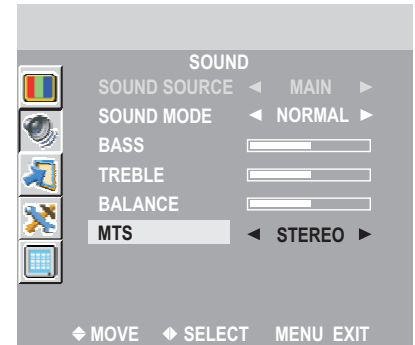 SOUND
SOUND SOURCE ◄ MAIN ►
SOUND MODE ◄ NORMAL ►
BASS
TREBLE
BALANCE
MTS ◄ STEREO ►
MOVE SELECT MENU EXIT